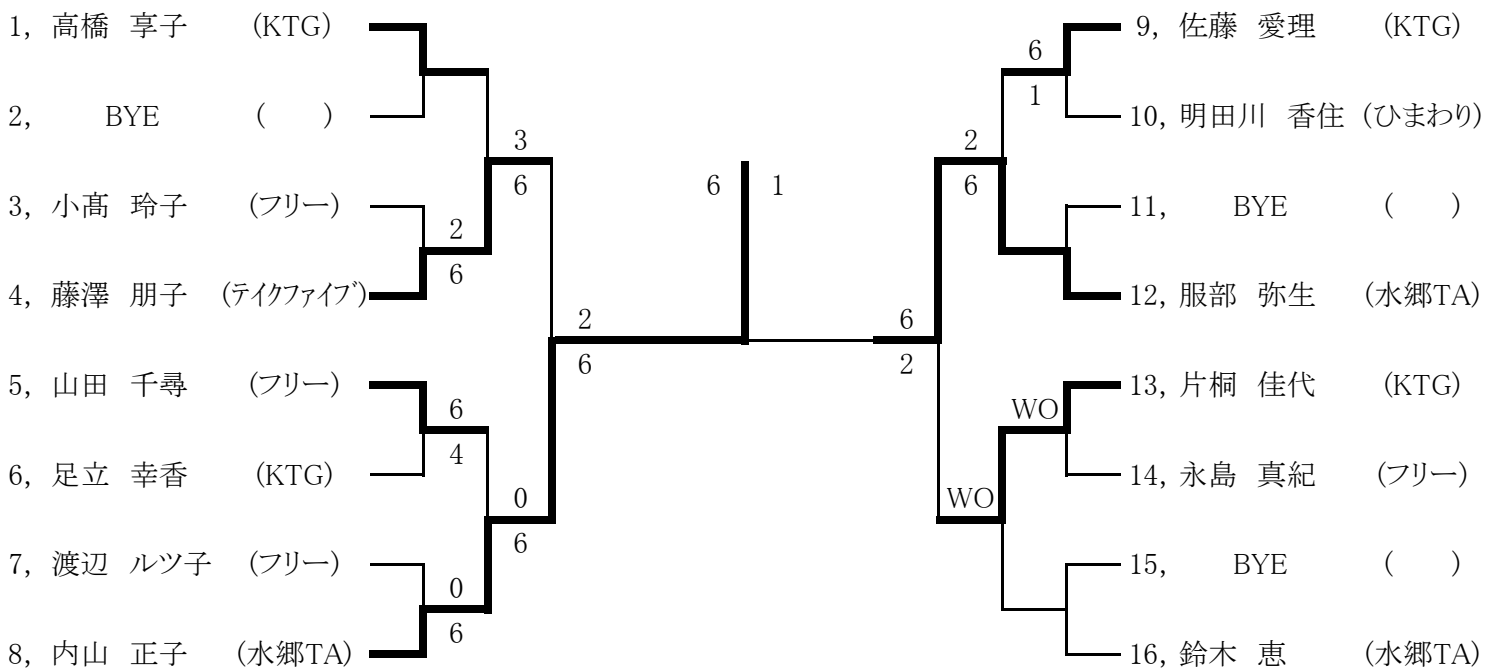 1, 高橋 享子 (KTG)
2, BYE ( )
3, 小髙 玲子 (フリー)
4, 藤澤 朋子 (テイクファイブ)
5, 山田 千尋 (フリー)
6, 足立 幸香 (KTG)
7, 渡辺 ルツ子 (フリー)
8, 内山 正子 (水郷TA)
2
6
6
4
0
6
3
6
0
6
2
6
6 1
6
2
2
6
WO
6
1
WO
9, 佐藤 愛理 (KTG)
10, 明田川 香住 (ひまわり)
11, BYE ( )
12, 服部 弥生 (水郷TA)
13, 片桐 佳代 (KTG)
14, 永島 真紀 (フリー)
15, BYE ( )
16, 鈴木 恵 (水郷TA)